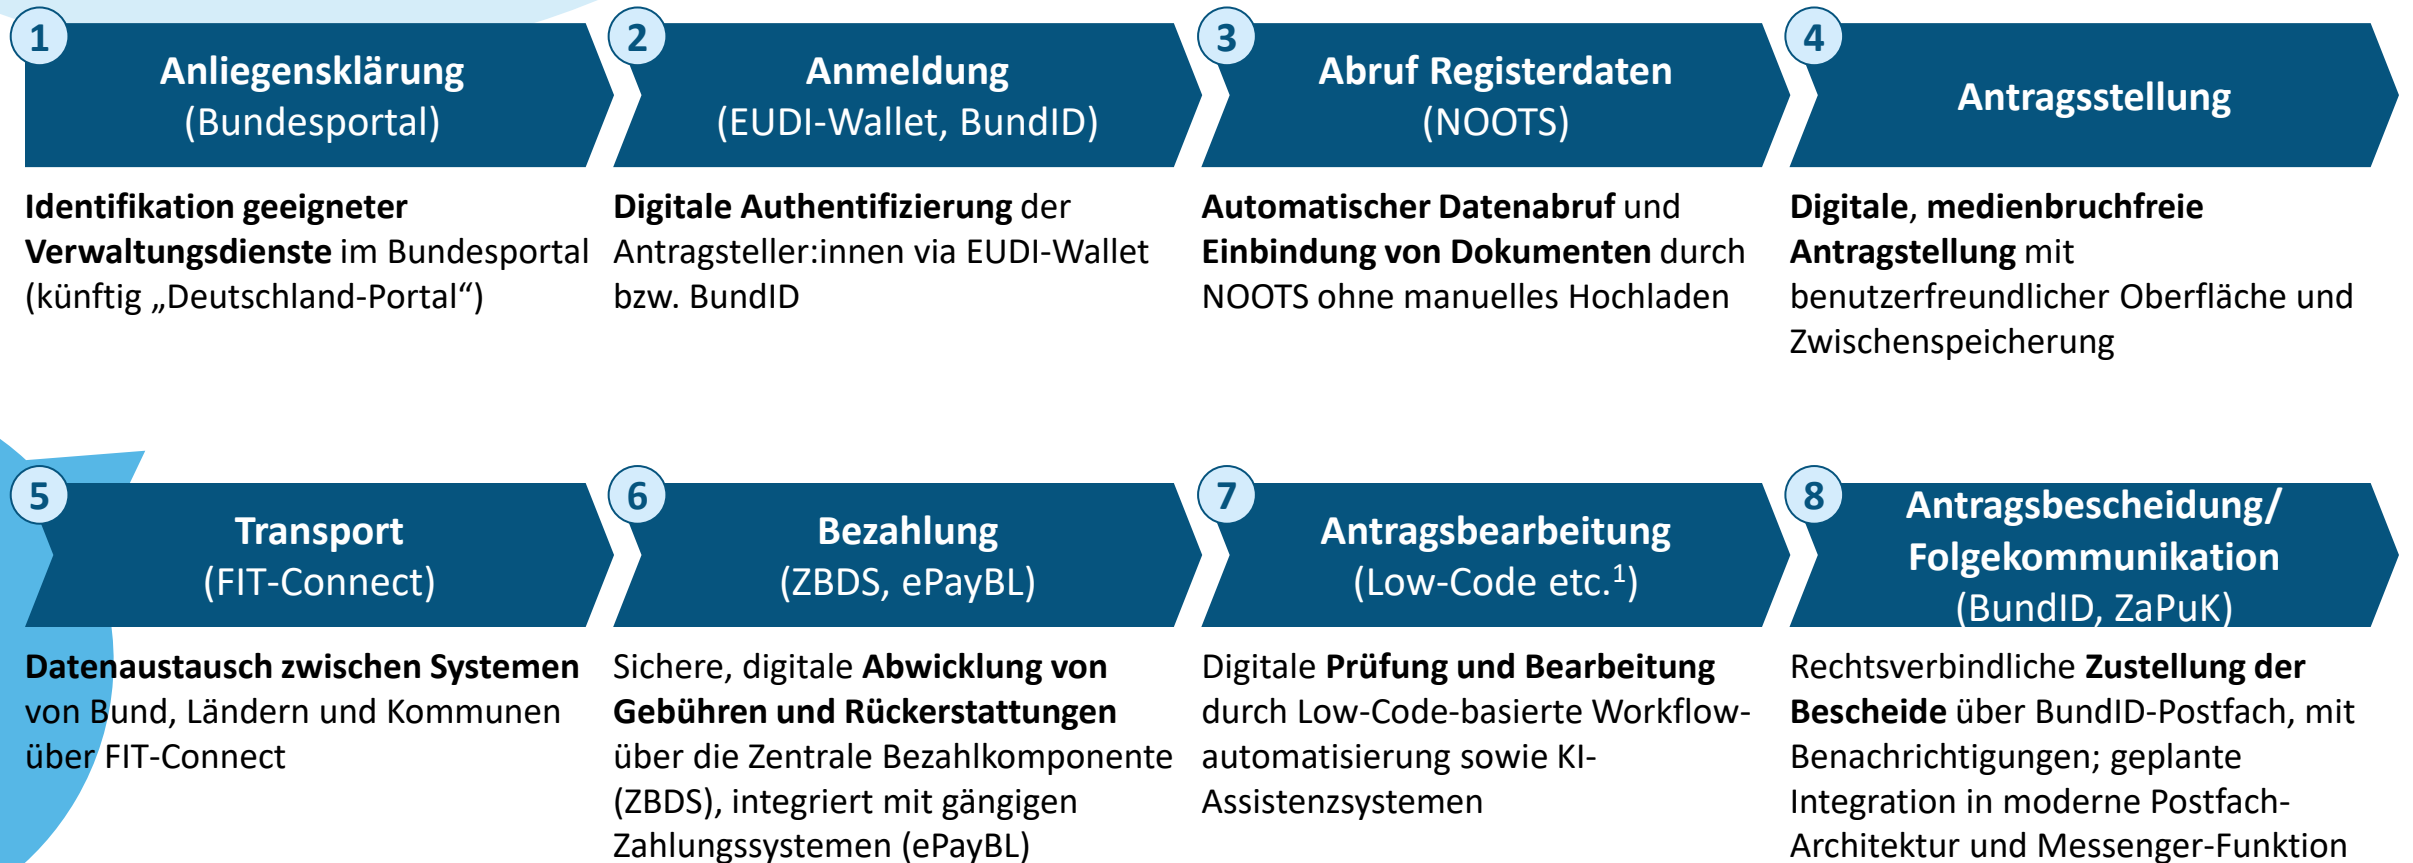 1
Anliegensklärung
(Bundesportal)
Identifikation geeigneter
Verwaltungsdienste im Bundesportal
(künftig „Deutschland-Portal“)
2
Anmeldung
(EUDI-Wallet, BundID)
Digitale Authentifizierung der
Antragsteller:innen via EUDI-Wallet
bzw. BundID
3
Abruf Registerdaten
(NOOTS)
Automatischer Datenabruf und
Einbindung von Dokumenten durch
NOOTS ohne manuelles Hochladen
4
Antragsstellung
Digitale, medienbruchfreie
Antragstellung mit
benutzerfreundlicher Oberfläche und
Zwischenspeicherung
5
Transport
(FIT-Connect)
Datenaustausch zwischen Systemen
von Bund, Ländern und Kommunen
über FIT-Connect
6
Bezahlung
(ZBDS, ePayBL)
Sichere, digitale Abwicklung von
Gebühren und Rückerstattungen
über die Zentrale Bezahlkomponente
(ZBDS), integriert mit gängigen
Zahlungssystemen (ePayBL)
7
Antragsbearbeitung
(Low-Code etc.¹)
Digitale Prüfung und Bearbeitung
durch Low-Code-basierte Workflow-
automatisierung sowie KI-
Assistenzsystemen
8
Antragsbescheidung/
Folgekommunikation
(BundID, ZaPuK)
Rechtsverbindliche Zustellung der
Bescheide über BundID-Postfach, mit
Benachrichtigungen; geplante
Integration in moderne Postfach-
Architektur und Messenger-Funktion